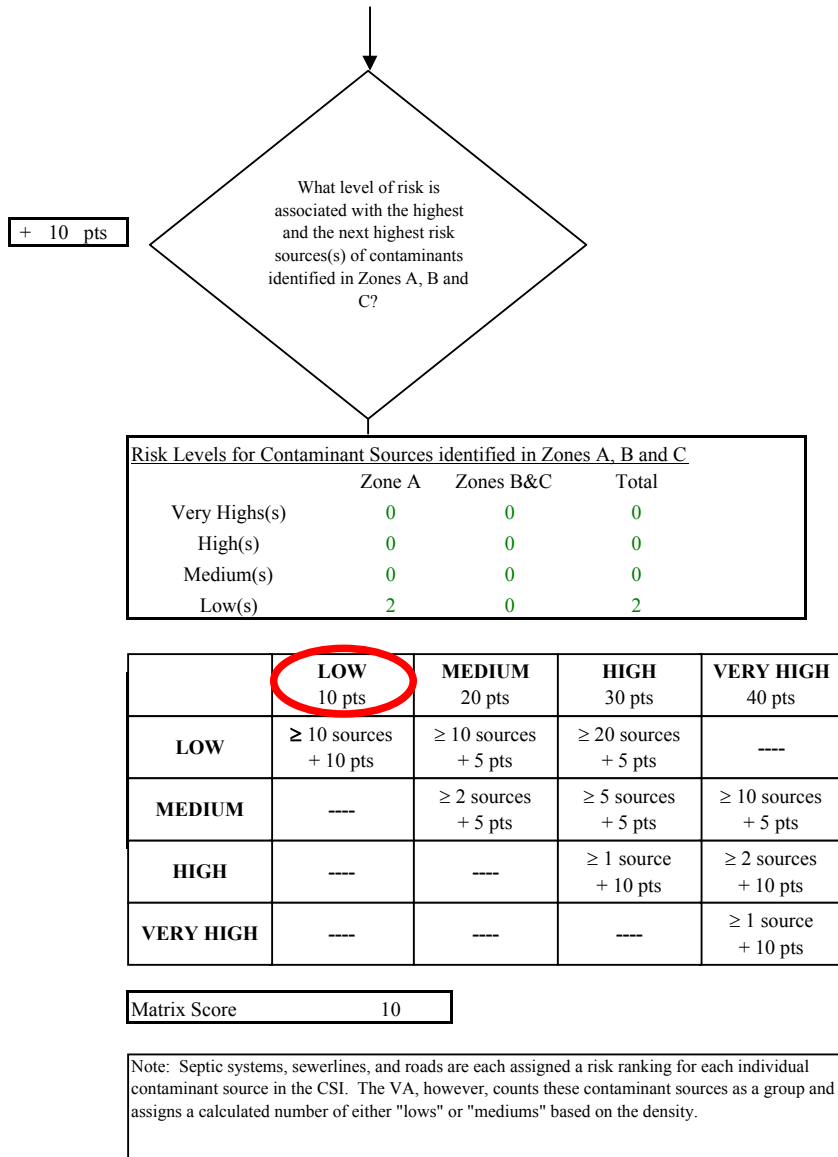 What level of risk is
associated with the highest
and the next highest risk
sources(s) of contaminants
identified in Zones A, B and
C?
+ 10 pts
Risk Levels for Contaminant Sources identified in Zones A, B and C
Zone A Zones B&C Total
Very Highs(s) 0 0 0
High(s) 0 0 0
Medium(s) 0 0 0
Low(s) 2 0 2
LOW MEDIUM HIGH VERY HIGH
10 pts 20 pts 30 pts 40 pts
LOW ≥ 10 sources ≥ 10 sources ≥ 20 sources ----
+ 10 pts + 5 pts + 5 pts
MEDIUM ---- ≥ 2 sources ≥ 5 sources ≥ 10 sources
+ 5 pts + 5 pts + 5 pts
HIGH ---- ---- ≥ 1 source ≥ 2 sources
+ 10 pts + 10 pts
VERY HIGH ---- ---- ---- ≥ 1 source
+ 10 pts
Matrix Score 10
Note: Septic systems, sewerlines, and roads are each assigned a risk ranking for each individual
contaminant source in the CSI. The VA, however, counts these contaminant sources as a group and
assigns a calculated number of either "lows" or "mediums" based on the density.